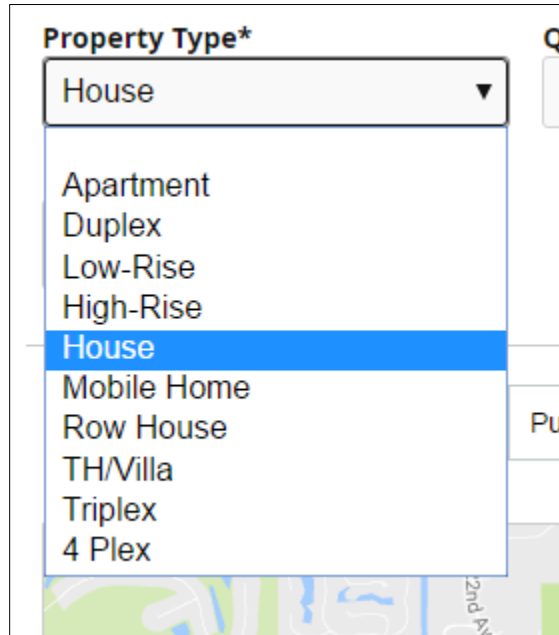 Property Type*
House
Apartment
Duplex
Low-Rise
High-Rise
House
Mobile Home
Row House
TH/Villa
Triplex
4 Plex